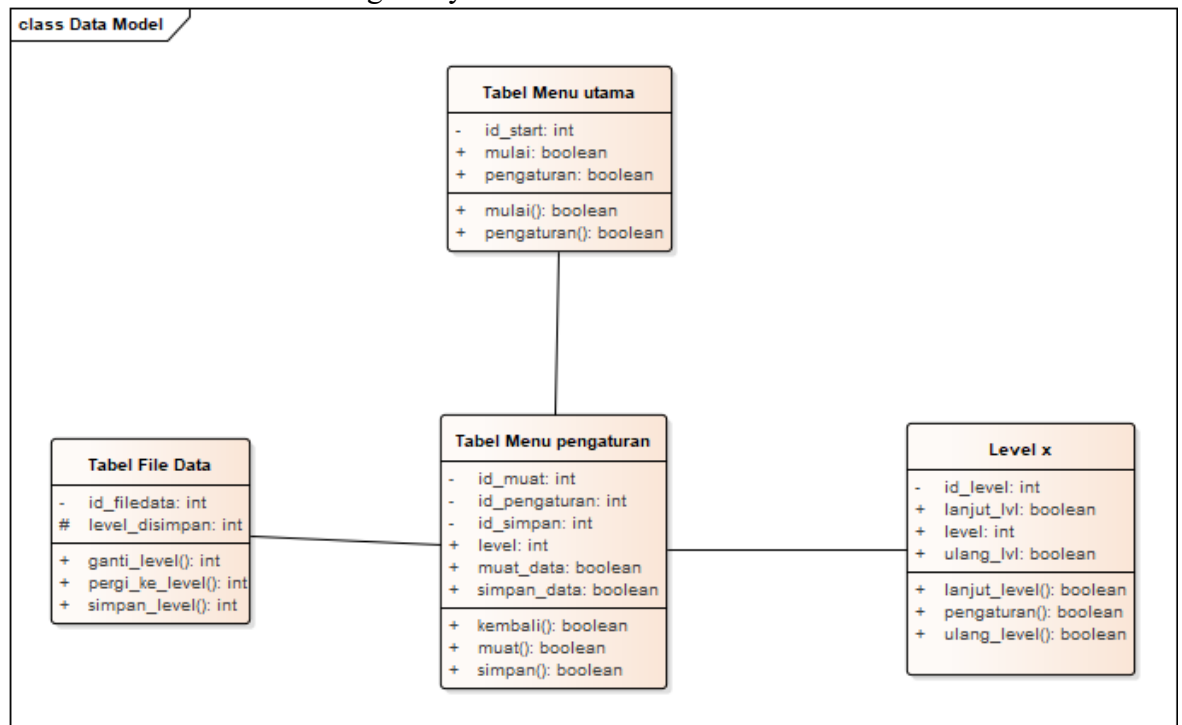 class Data Model
Tabel Menu utama
- id_start: int
+ mulai: boolean
+ pengaturan: boolean
+ mulai(): boolean
+ pengaturan(): boolean
Tabel File Data
- id_filedata: int
# level_disimpan: int
+ ganti_level(): int
+ pergi_ke_level(): int
+ simpan_level(): int
Tabel Menu pengaturan
- id_muat: int
- id_pengaturan: int
- id_simpan: int
+ level: int
+ muat_data: boolean
+ simpan_data: boolean
+ kembali(): boolean
+ muat(): boolean
+ simpan(): boolean
Level x
- id_level: int
+ lanjut_lvl: boolean
+ level: int
+ ulang_lvl: boolean
+ lanjut_level(): boolean
+ pengaturan(): boolean
+ ulang_level(): boolean